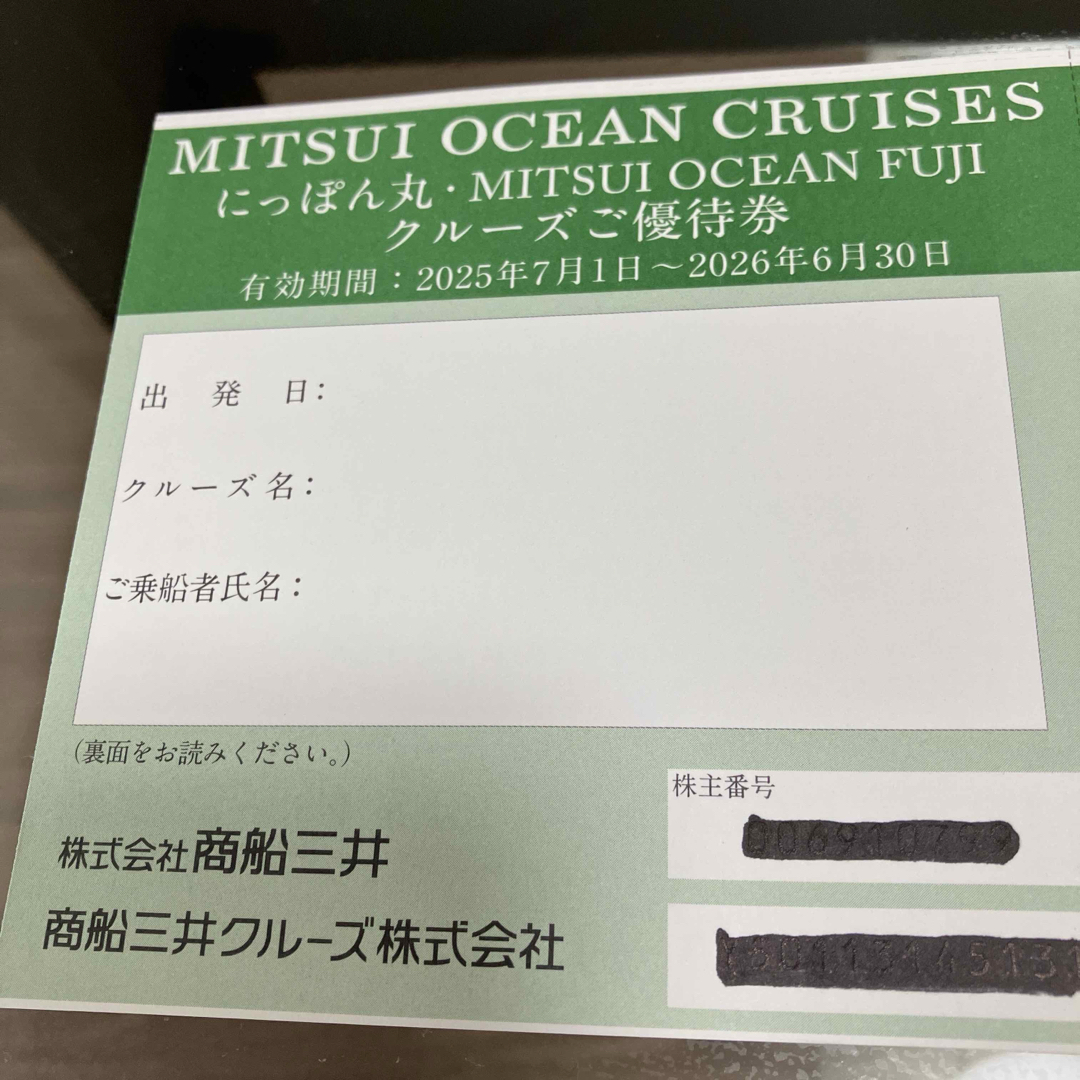 MITSUI OCEAN CRUISES
にっぽん丸・MITSUI OCEAN FUJI
クルーズご優待券
有効期間：2025年7月1日～2026年6月30日
出発日：
クルーズ名：
ご乗船者氏名：
（裏面をお読みください。）
株主番号
株式会社商船三井
商船三井クルーズ株式会社